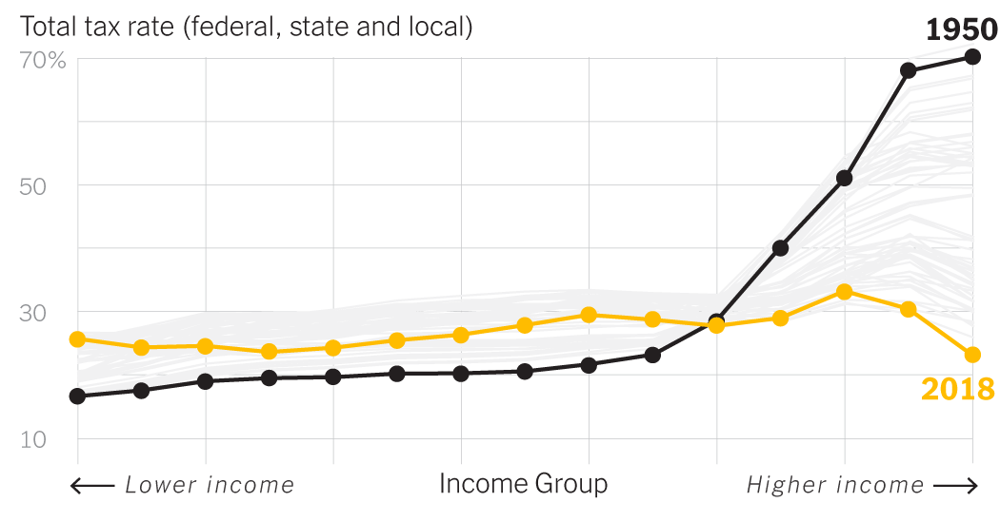 Total tax rate (federal, state and local)
1950
70%
50
30
2018
10
Lower income
Income Group
Higher income